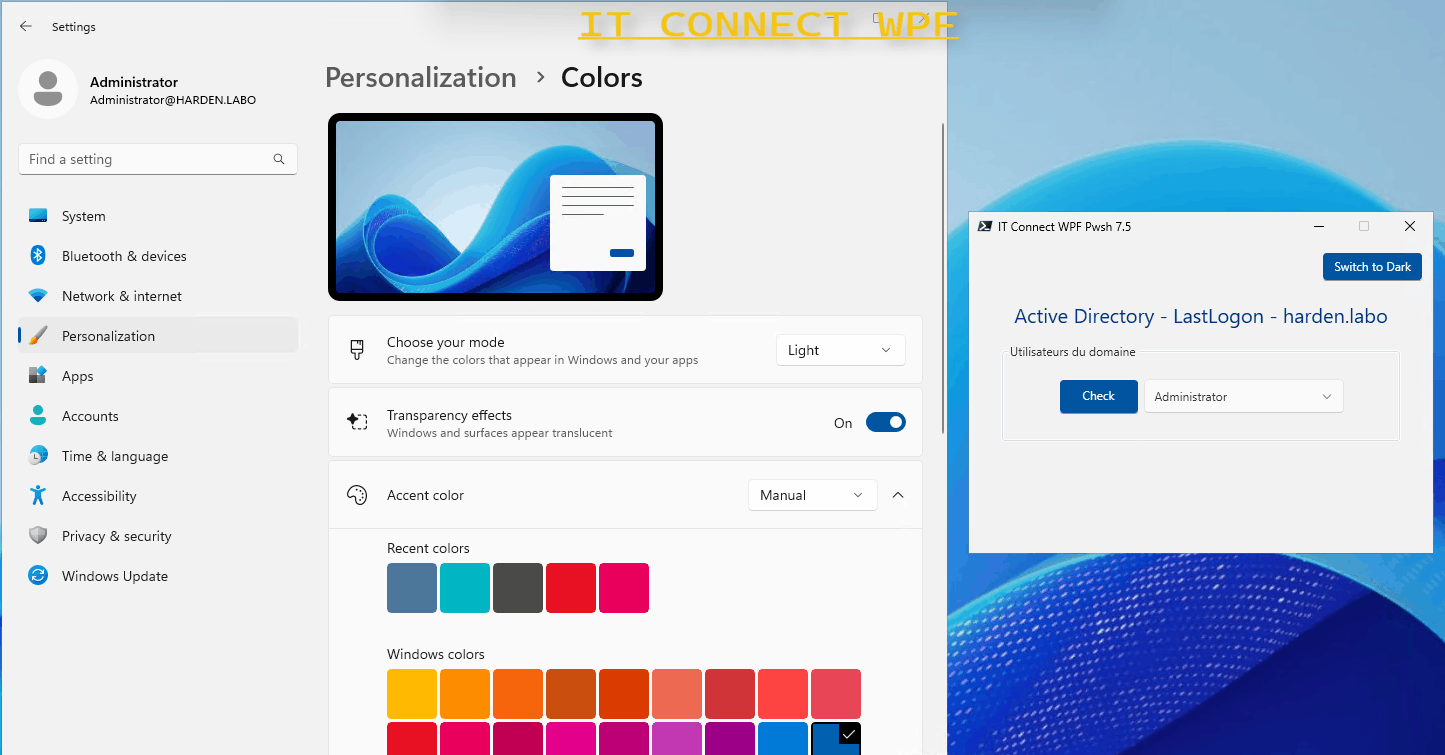 Settings
IT CONNECT WPF
Administrator
Administrator@HARDEN.LABO
Find a setting
System
Bluetooth & devices
Network & internet
Personalization
Apps
Accounts
Time & language
Accessibility
Privacy & security
Windows Update
Personalization > Colors
Choose your mode
Change the colors that appear in Windows and your apps
Light
Transparency effects
Windows and surfaces appear translucent
On
Accent color
Manual
Recent colors
Windows colors
IT Connect WPF Pwsh 7.5
Switch to Dark
Active Directory - LastLogon - harden.labo
Utilisateurs du domaine
Check
Administrator